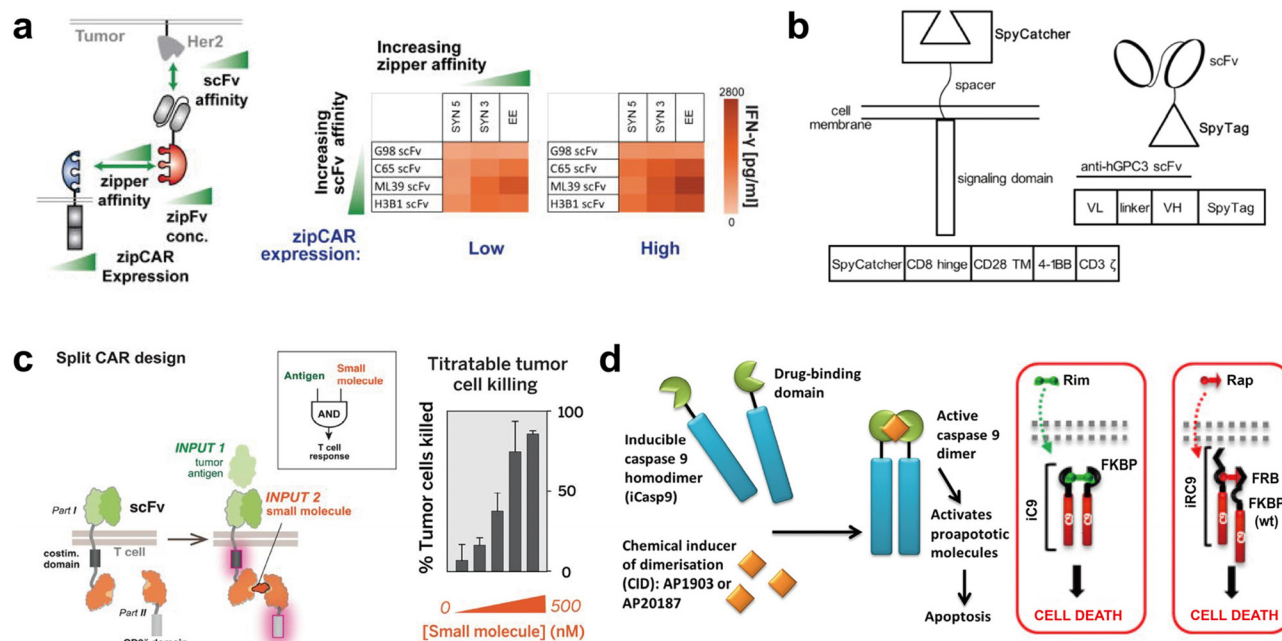 a
Tumor
Her2
scFv
affinity
zipper
affinity
zipFv
conc.
zipCAR
Expression
Increasing
zipper affinity
Increasing
scFv affinity
SYN 5
SYN 3
EE
G98 scFv
C65 scFv
ML39 scFv
H3B1 scFv
SYN 5
SYN 3
EE
G98 scFv
C65 scFv
ML39 scFv
H3B1 scFv
2800
0
IFN-γ [pg/ml]
zipCAR
expression:
Low
High
b
SpyCatcher
spacer
cell
membrane
signaling domain
SpyCatcher CD8 hinge CD28 TM 4-1BB CD3 ζ
scFv
SpyTag
anti-hGPC3 scFv
VL linker VH SpyTag
c
Split CAR design
Antigen
Small
molecule
AND
T cell
response
INPUT 1
tumor
antigen
INPUT 2
small molecule
Part I
scFv
T cell
costim.
domain
Part II
Titratable tumor
cell killing
% Tumor cells killed
100
50
0
0
500
[Small molecule] (nM)
d
Drug-binding
domain
Inducible
caspase 9
homodimer
(iCasp9)
Chemical inducer
of dimerisation
(CID): AP1903 or
AP20187
Active
caspase 9
dimer
Activates
proapoptotic
molecules
Apoptosis
Rim
FKBP
iC9
CELL DEATH
Rap
FRB
FKBP
(wt)
iRC9
CELL DEATH